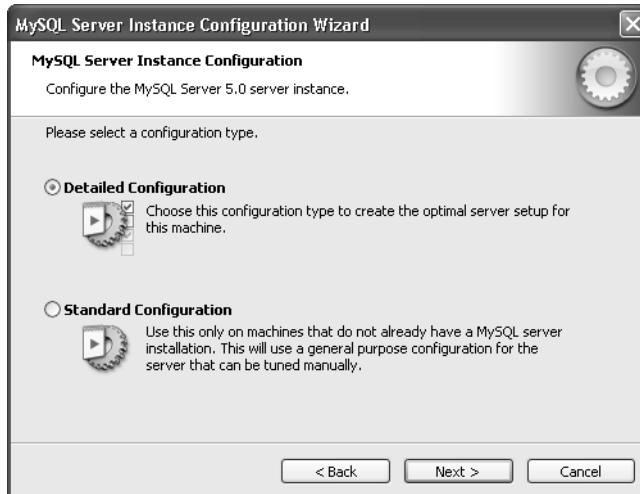 MySQL Server Instance Configuration Wizard
MySQL Server Instance Configuration
Configure the MySQL Server 5.0 server instance.
Please select a configuration type.
Detailed Configuration
Choose this configuration type to create the optimal server setup for
this machine.
Standard Configuration
Use this only on machines that do not already have a MySQL server
installation. This will use a general purpose configuration for the
server that can be tuned manually.
< Back
Next >
Cancel